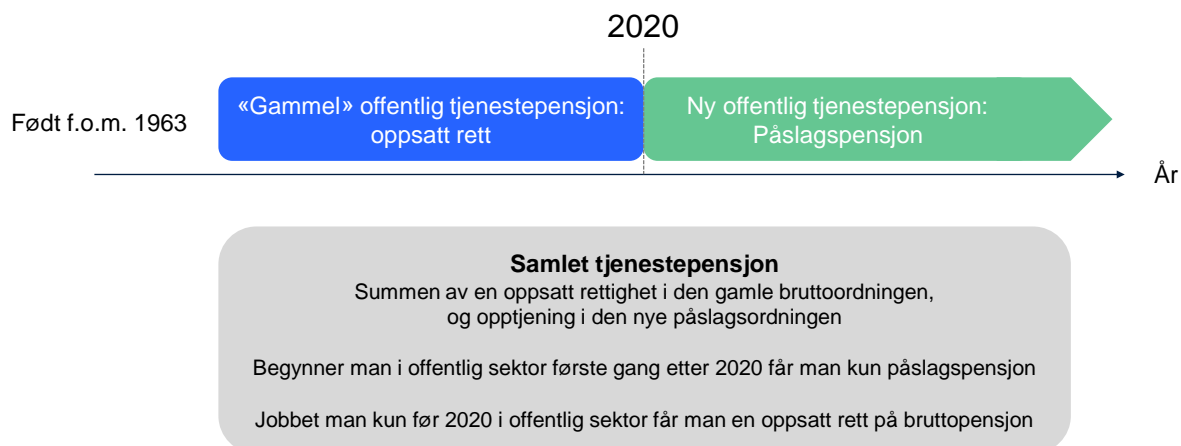 2020
Født f.o.m. 1963
«Gammel» offentlig tjenestepensjon:
oppsatt rett
Ny offentlig tjenestepensjon:
Påslagspensjon
År
Samlet tjenestepensjon
Summen av en oppsatt rettighet i den gamle bruttoordningen,
og opptjening i den nye påslagsordningen
Begynner man i offentlig sektor første gang etter 2020 får man kun påslagspensjon
Jobbet man kun før 2020 i offentlig sektor får man en oppsatt rett på bruttopensjon